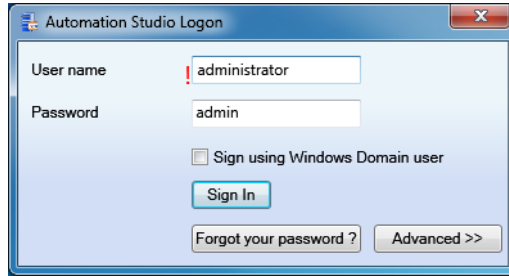 Automation Studio Logon
User name
! administrator
Password
admin
Sign using Windows Domain user
Sign In
Forgot your password ?
Advanced >>